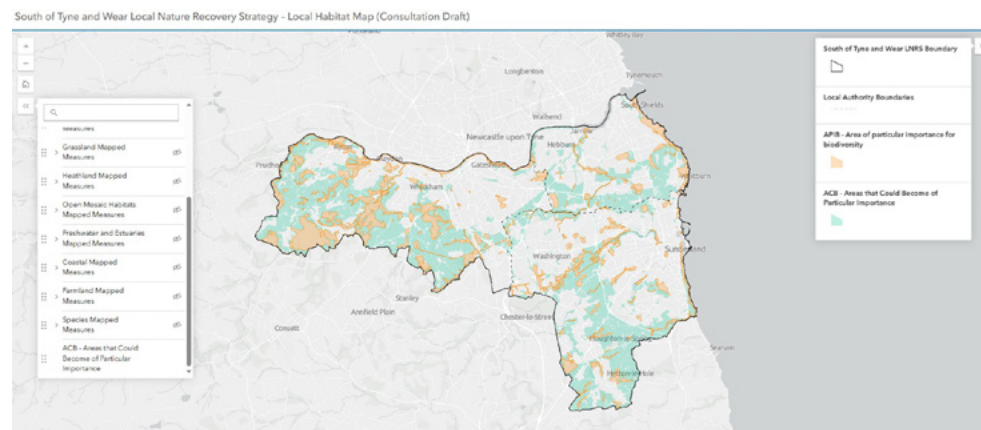 South of Tyne and Wear Local Nature Recovery Strategy - Local Habitat Map (Consultation Draft)
Measures
Grassland Mapped
Measures
Heathland Mapped
Measures
Open Mosaic Habitats
Mapped Measures
Freshwater and Estuaries
Mapped Measures
Coastal Mapped
Measures
Farmland Mapped
Measures
Species Mapped
Measures
ACB - Areas that Could
Become of Particular
Importance
Whitley Bay
Longbenton
Tynemouth
South Shields
Wallsend
Jarrow
Newcastle upon Tyne
Hebburn
Prudhoe
Gateshead
Whitburn
Whickham
Sunderland
Washington
Stanley
Annfield Plain
Chester-le-Street
Consett
Houghton-le-Spring
Seaham
Hetton-le-Hole
South of Tyne and Wear LNRS Boundary
Local Authority Boundaries
APIB - Area of particular importance for
biodiversity
ACB - Areas that Could Become of
Particular Importance